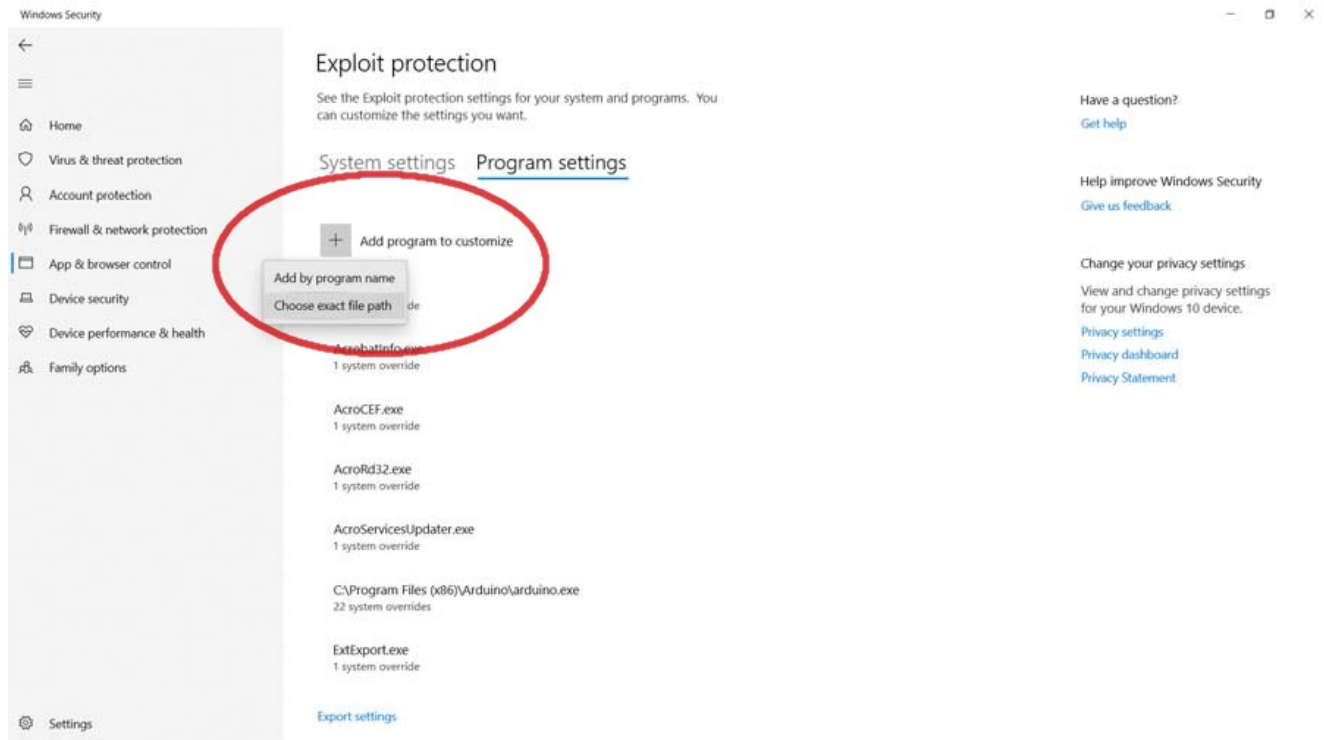 Windows Security
Home
Virus & threat protection
Account protection
Firewall & network protection
App & browser control
Device security
Device performance & health
Family options
Settings
Exploit protection
See the Exploit protection settings for your system and programs. You
can customize the settings you want.
System settings Program settings
Add program to customize
Add by program name
Choose exact file path
AcrobatInfo.exe
1 system override
AcroCEF.exe
1 system override
AcroRd32.exe
1 system override
AcroServicesUpdater.exe
1 system override
C:\Program Files (x86)\Arduino\arduino.exe
22 system overrides
ExtExport.exe
1 system override
Export settings
Have a question?
Get help
Help improve Windows Security
Give us feedback
Change your privacy settings
View and change privacy settings
for your Windows 10 device.
Privacy settings
Privacy dashboard
Privacy Statement